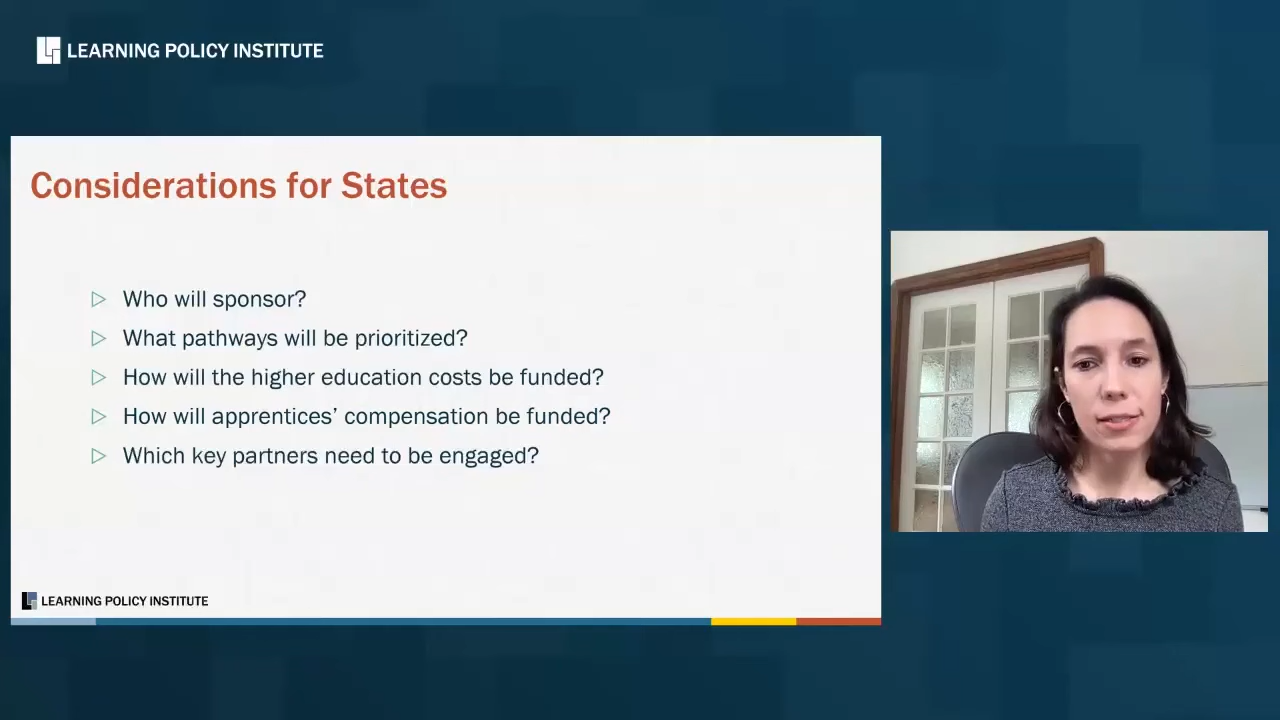 LEARNING POLICY INSTITUTE
Considerations for States
Who will sponsor?
What pathways will be prioritized?
How will the higher education costs be funded?
How will apprentices’ compensation be funded?
Which key partners need to be engaged?
LEARNING POLICY INSTITUTE